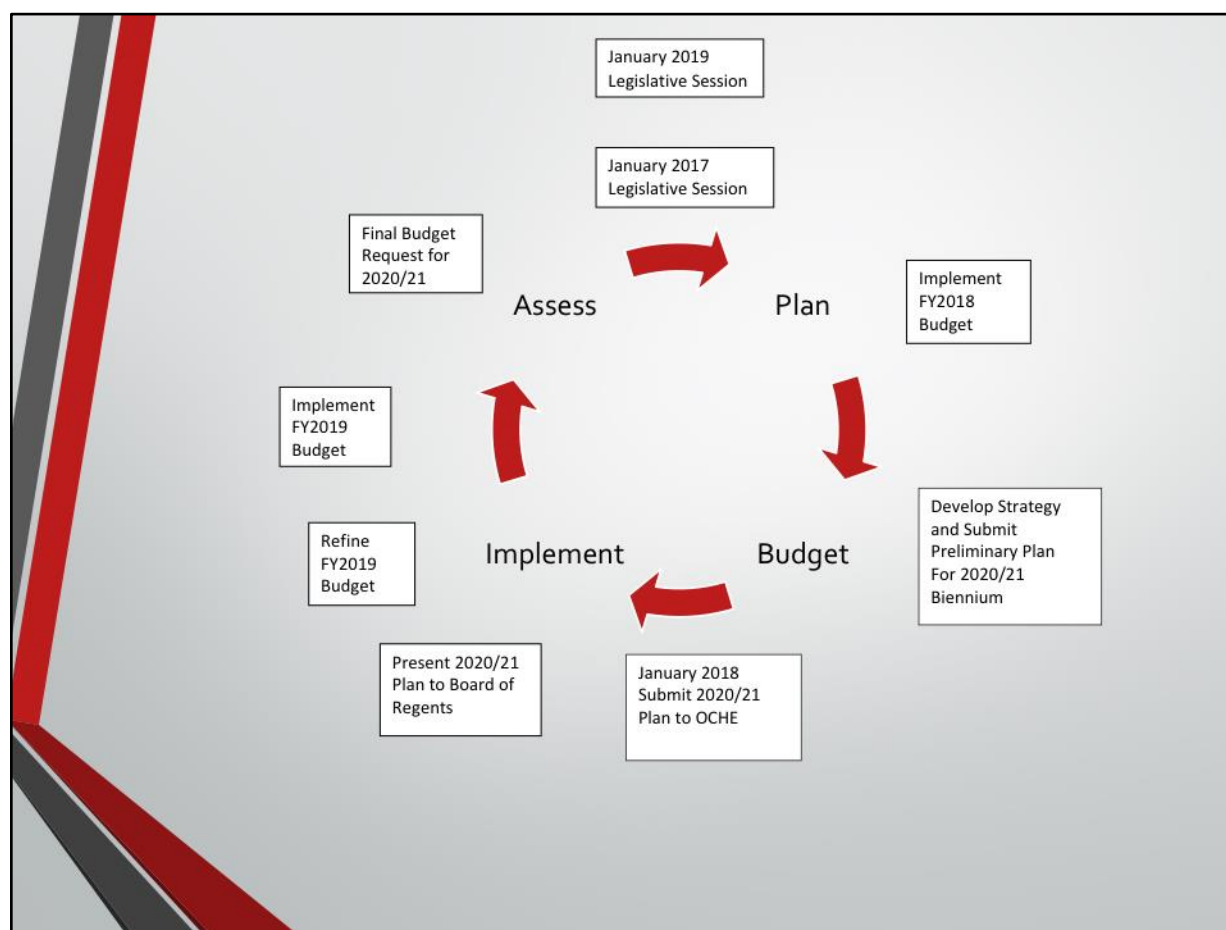 January 2019
Legislative Session
January 2017
Legislative Session
Final Budget
Request for
2020/21
Assess
Plan
Implement
FY2018
Budget
Implement
FY2019
Budget
Develop Strategy
and Submit
Preliminary Plan
For 2020/21
Biennium
Refine
FY2019
Budget
Implement
Budget
Present 2020/21
Plan to Board of
Regents
January 2018
Submit 2020/21
Plan to OCHE